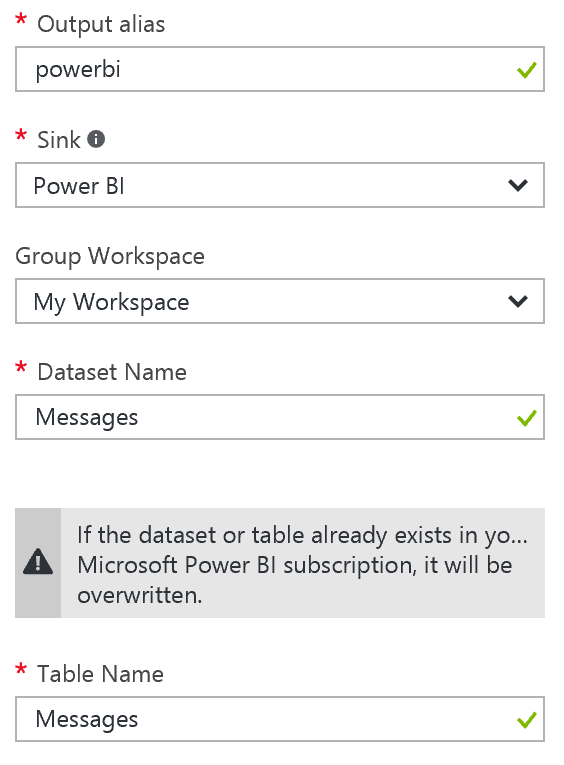 * Output alias
powerbi
* Sink
Power BI
Group Workspace
My Workspace
* Dataset Name
Messages
If the dataset or table already exists in yo...
Microsoft Power BI subscription, it will be
overwritten.
* Table Name
Messages